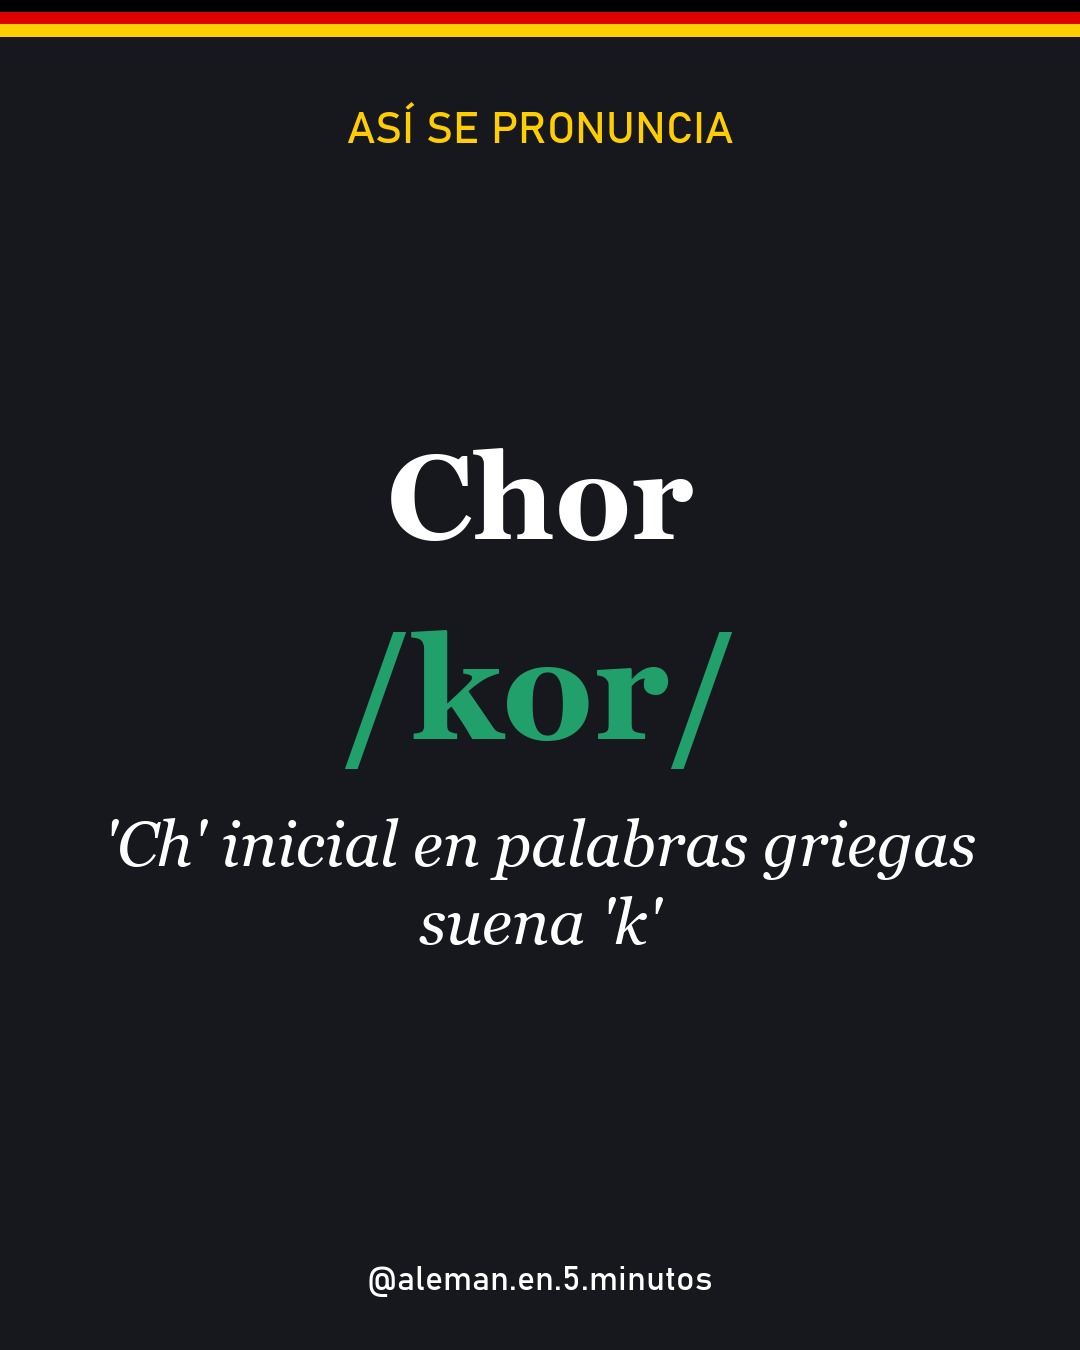 ASÍ SE PRONUNCIA
Chor
/kor/
'Ch' inicial en palabras griegas
suena 'k'
@aleman.en.5.minutos